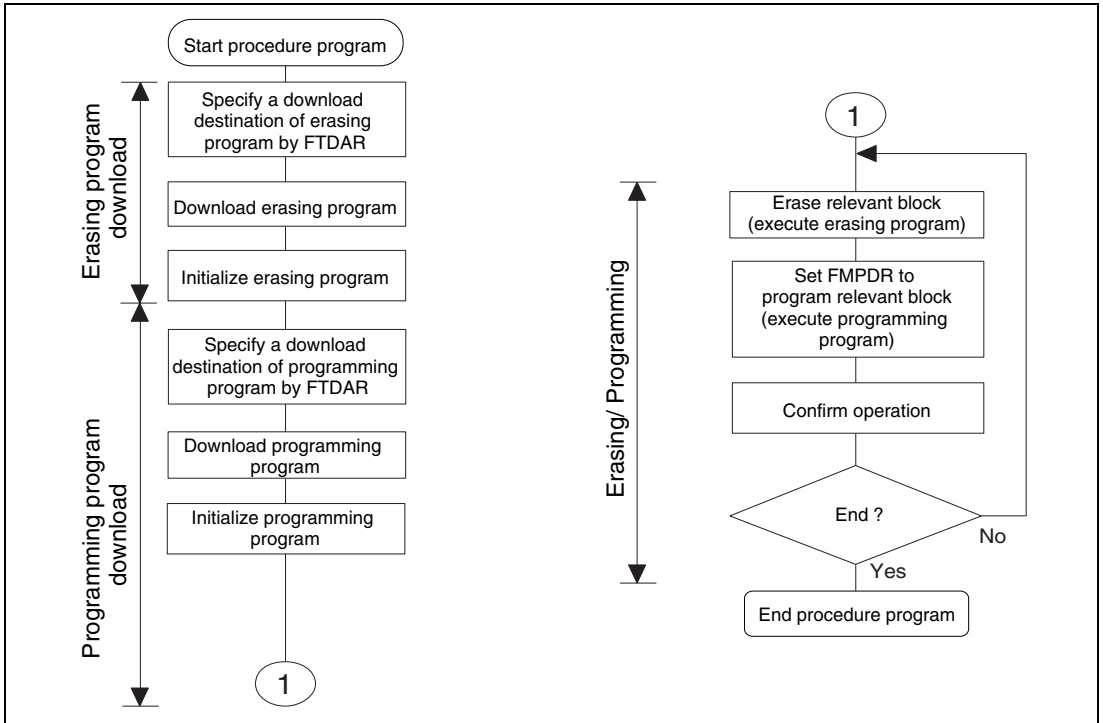 Start procedure program
Erasing program
download
Specify a download
destination of erasing
program by FTDAR
Download erasing program
Initialize erasing program
Programming program
download
Specify a download
destination of programming
program by FTDAR
Download programming
program
Initialize programming
program
1
1
Erasing/ Programming
Erase relevant block
(execute erasing program)
Set FMPDR to
program relevant block
(execute programming
program)
Confirm operation
End ?
No
Yes
End procedure program